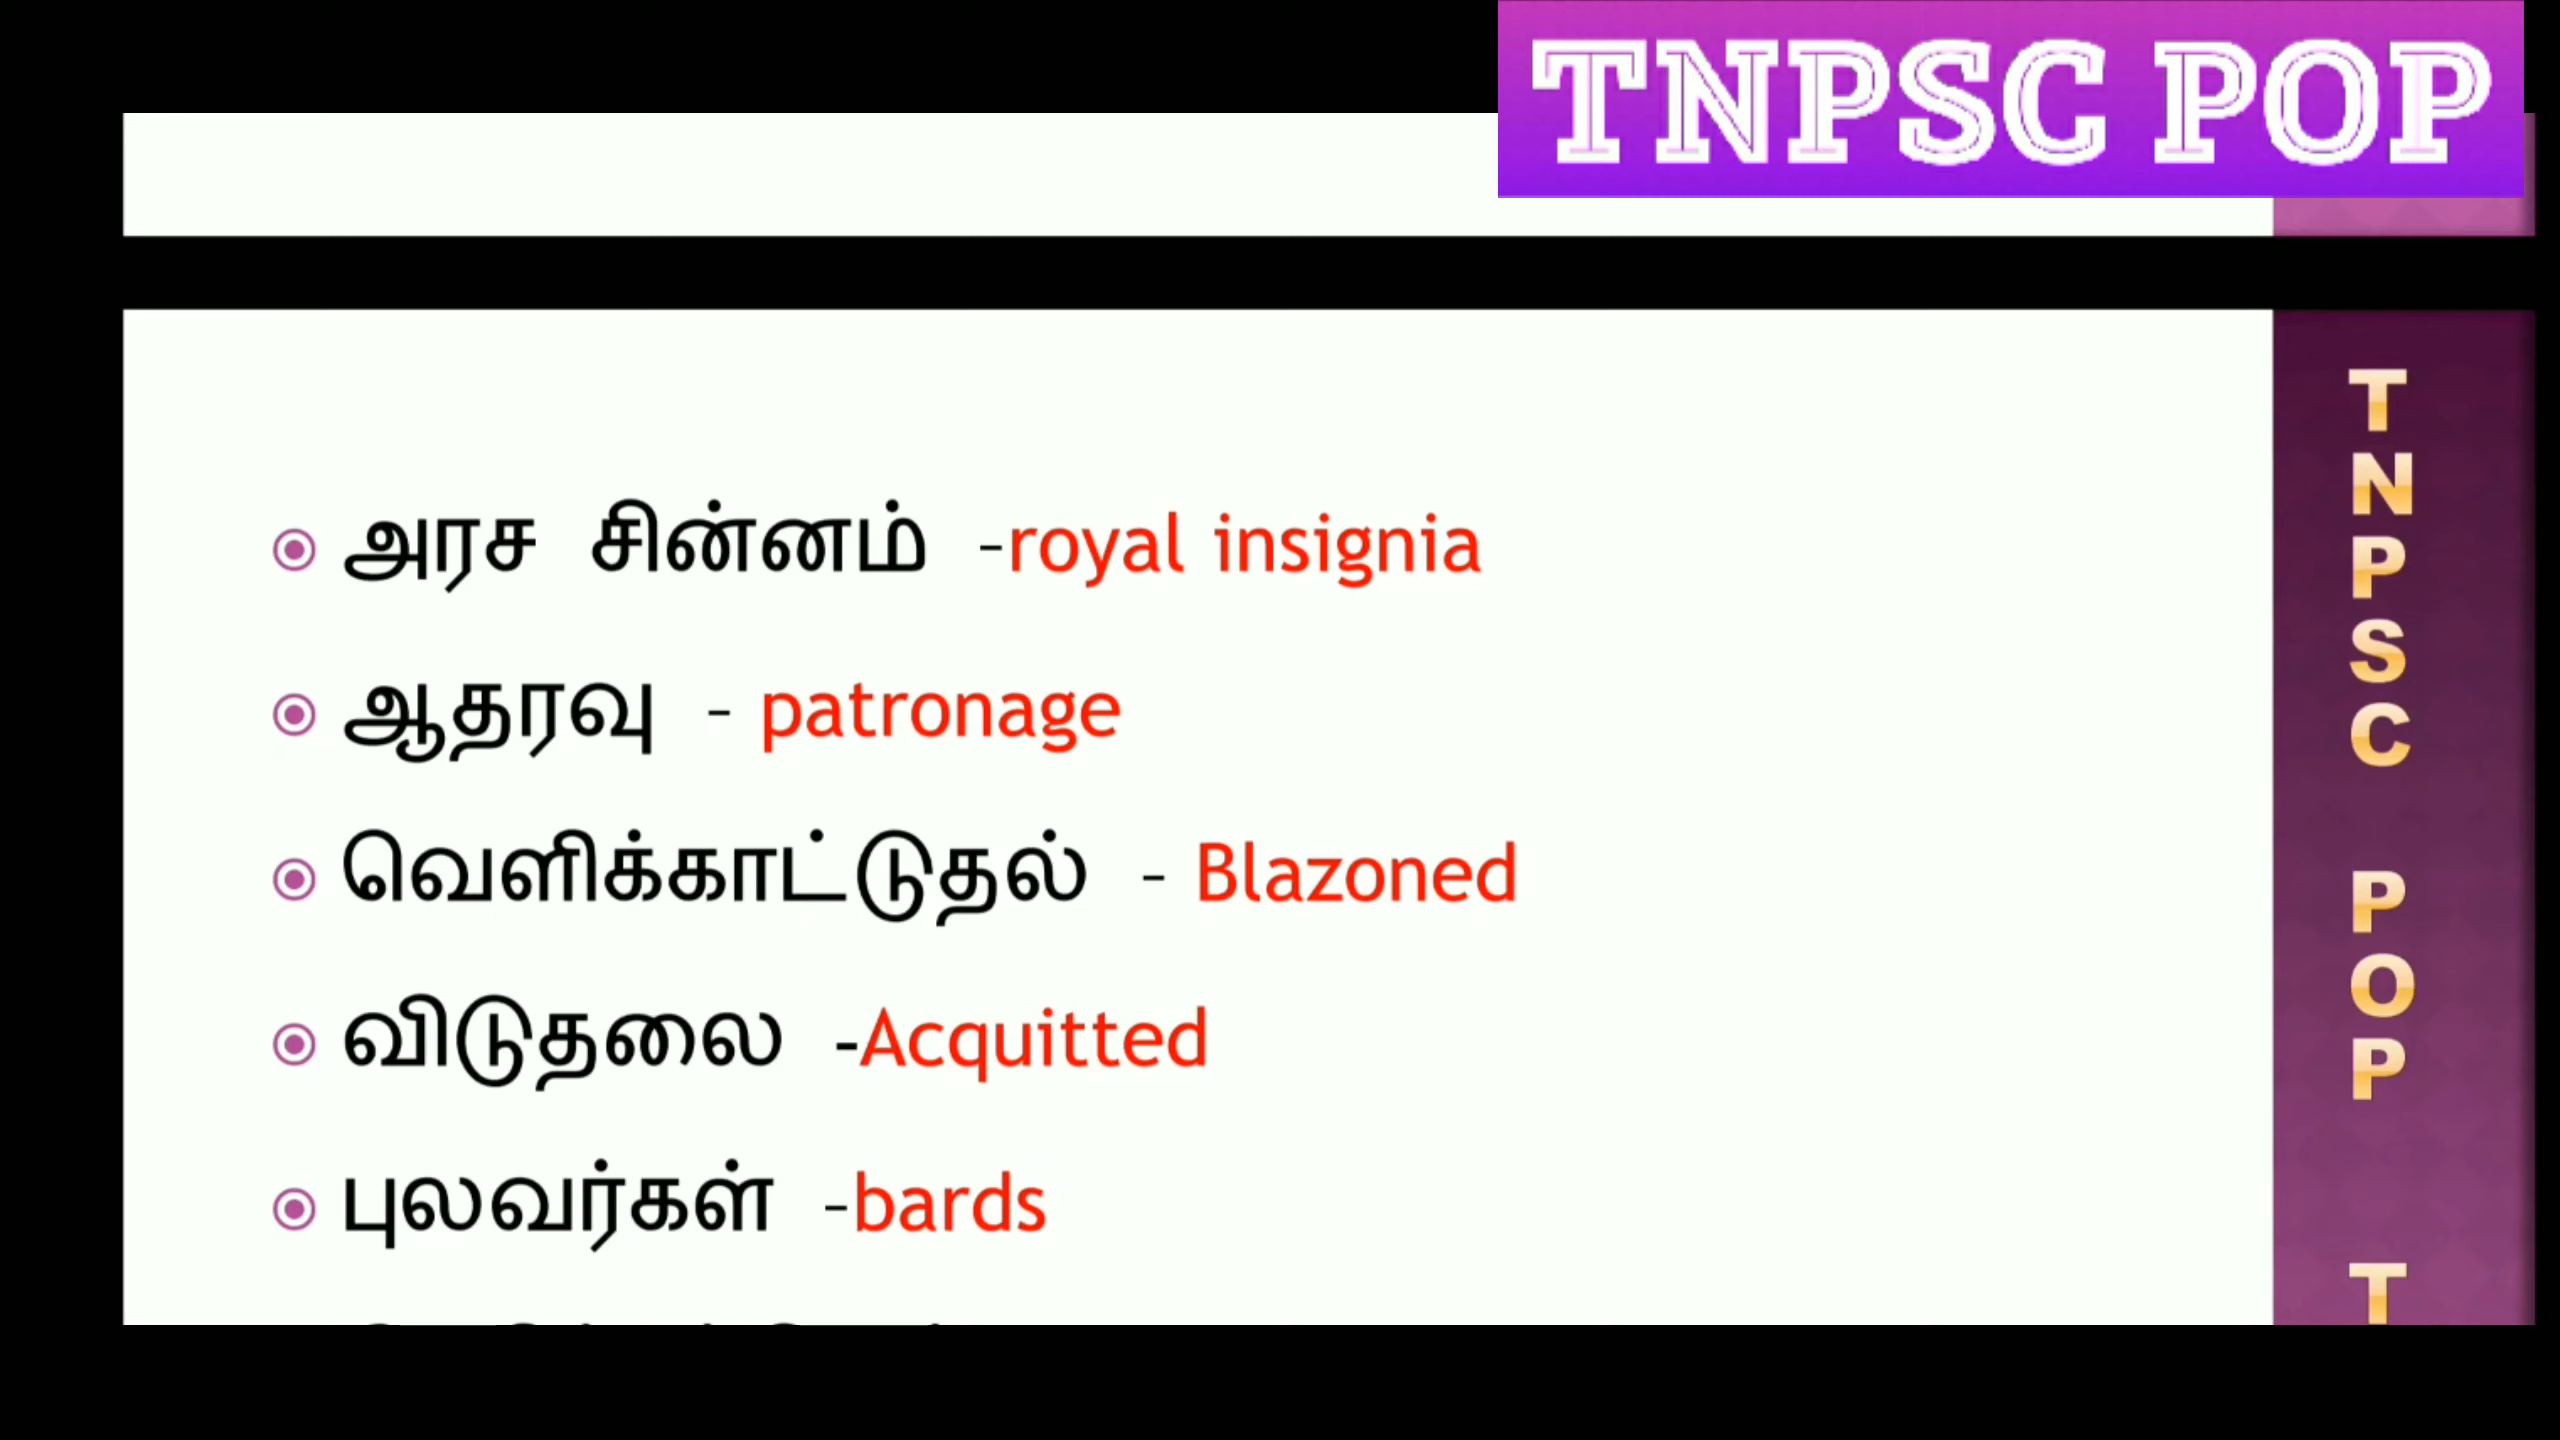 TNPSC POP
அரச சின்னம் -royal insignia
ஆதரவு - patronage
வெளிக்காட்டுதல் - Blazoned
விடுதலை -Acquitted
புலவர்கள் -bards
TNPSC POP T